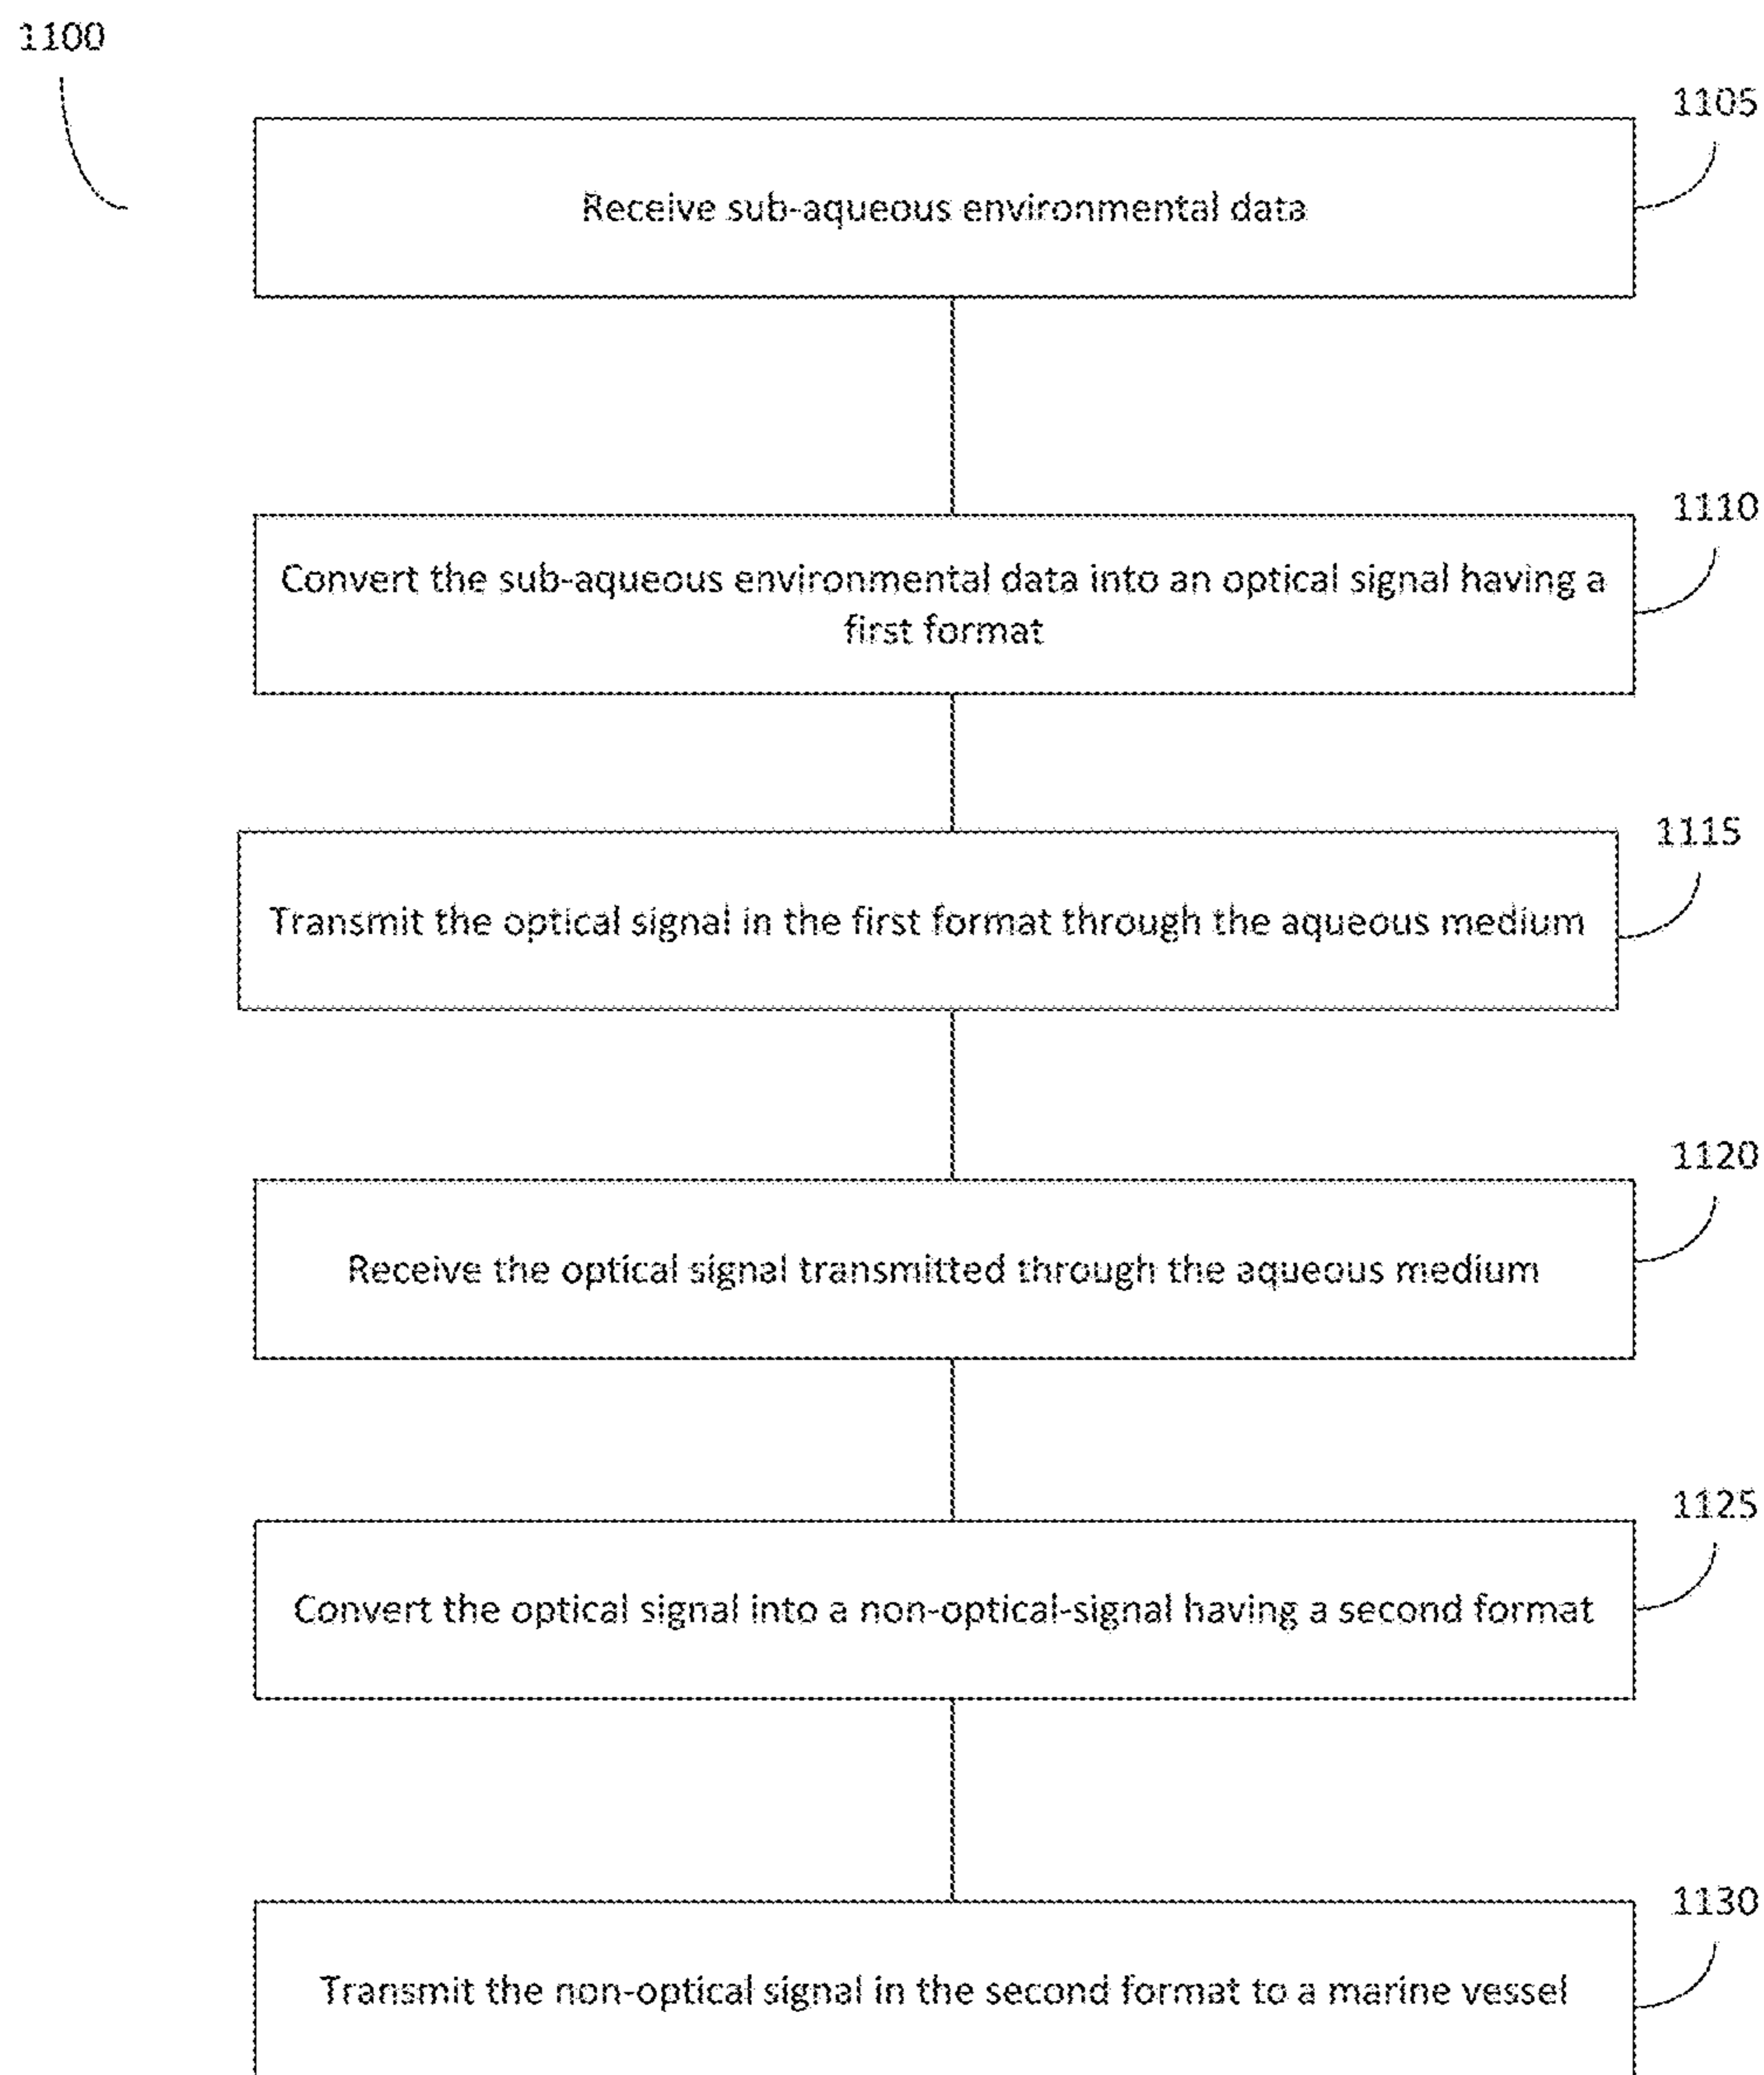 1100
1105
Receive sub-aqueous environmental data
1110
Convert the sub-aqueous environmental data into an optical signal having a
first format
1115
Transmit the optical signal in the first format through the aqueous medium
1120
Receive the optical signal transmitted through the aqueous medium
1125
Convert the optical signal into a non-optical-signal having a second format
1130
Transmit the non-optical signal in the second format to a marine vessel